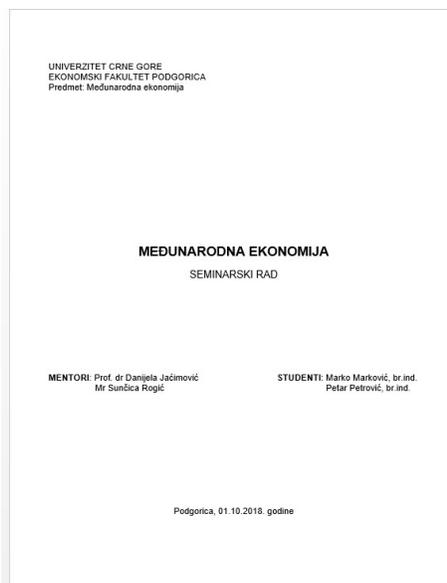 UNIVERZITET CRNE GORE
EKONOMSKI FAKULTET PODGORICA
Predmet: Međunarodna ekonomija
MEĐUNARODNA EKONOMIJA
SEMINARSKI RAD
MENTORI: Prof. dr Danijela Jaćimović
Mr Sunčica Rogić
STUDENTI: Marko Marković, br.ind.
Petar Petrović, br.ind.
Podgorica, 01.10.2018. godine